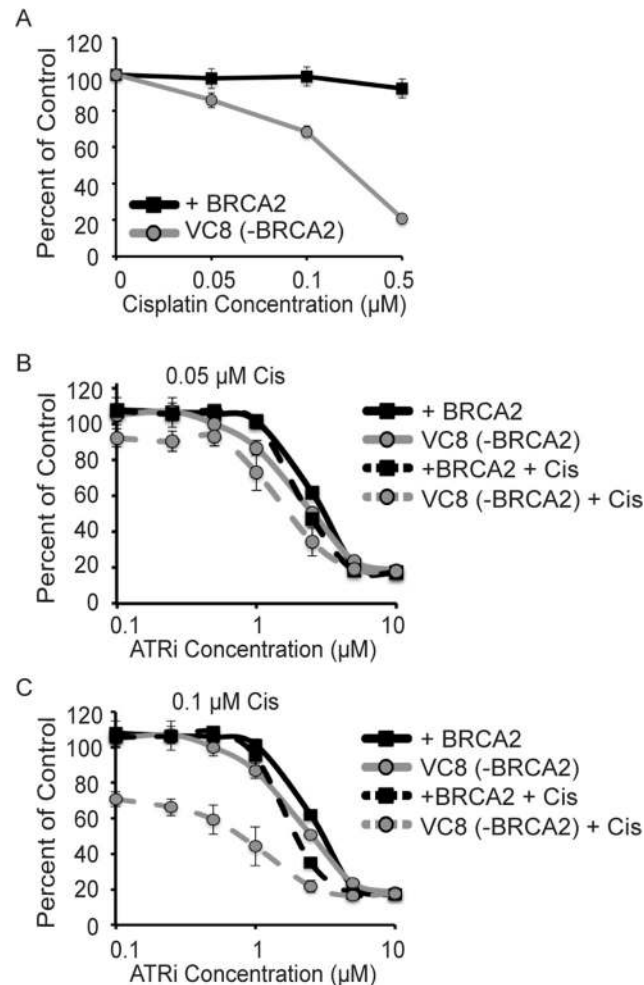 A
120
100
80
60
40
20
0
Percent of Control
+ BRCA2
VC8 (-BRCA2)
0 0.05 0.1 0.5
Cisplatin Concentration (µM)
B
0.05 µM Cis
120
100
80
60
40
20
0
Percent of Control
+ BRCA2
VC8 (-BRCA2)
+BRCA2 + Cis
VC8 (-BRCA2) + Cis
0.1 1 10
ATRi Concentration (µM)
C
0.1 µM Cis
120
100
80
60
40
20
0
Percent of Control
+ BRCA2
VC8 (-BRCA2)
+BRCA2 + Cis
VC8 (-BRCA2) + Cis
0.1 1 10
ATRi Concentration (µM)